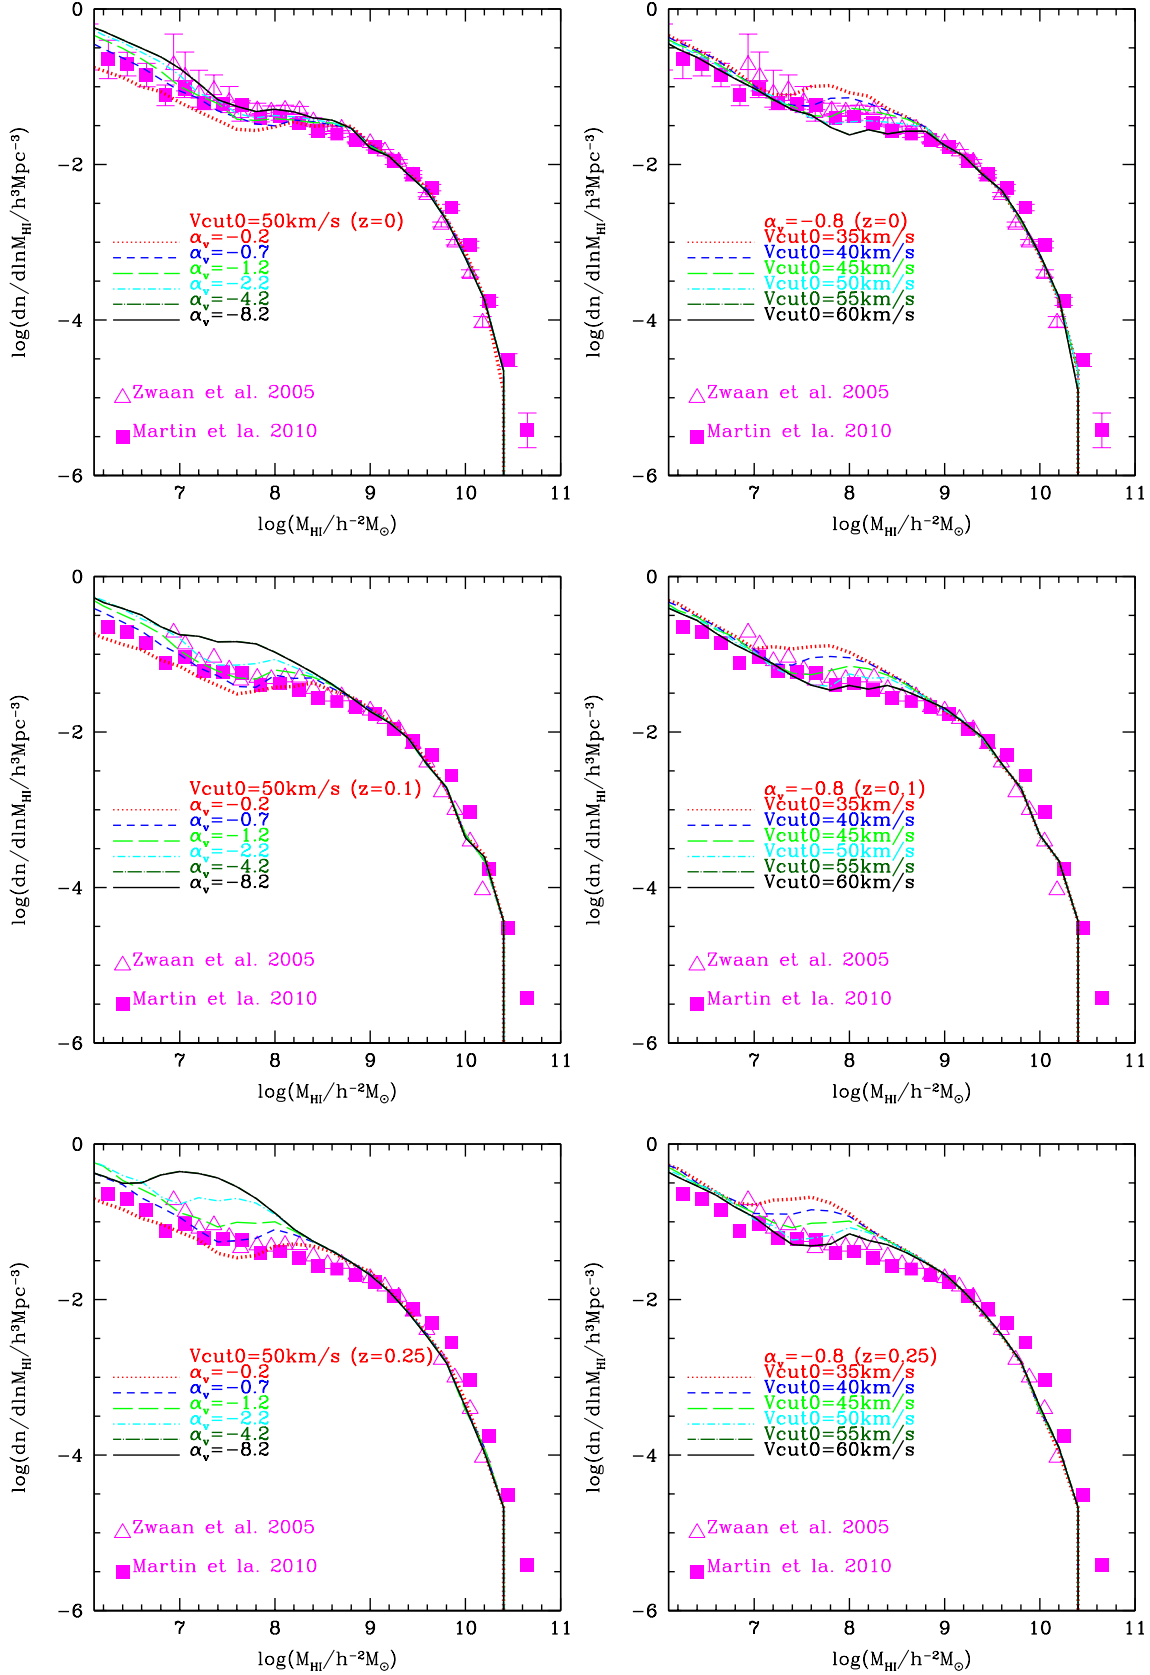 0
−2
−4
−6
log(dn/dlnM_HI/h³Mpc⁻³)
Vcut0=50km/s (z=0)
α_v=−0.2
α_v=−0.7
α_v=−1.2
α_v=−2.2
α_v=−4.2
α_v=−8.2
Zwaan et al. 2005
Martin et la. 2010
7 8 9 10 11
log(M_HI/h⁻²M_⊙)
0
−2
−4
−6
log(dn/dlnM_HI/h³Mpc⁻³)
α_v=−0.8 (z=0)
Vcut0=35km/s
Vcut0=40km/s
Vcut0=45km/s
Vcut0=50km/s
Vcut0=55km/s
Vcut0=60km/s
Zwaan et al. 2005
Martin et la. 2010
7 8 9 10 11
log(M_HI/h⁻²M_⊙)
0
−2
−4
−6
log(dn/dlnM_HI/h³Mpc⁻³)
Vcut0=50km/s (z=0.1)
α_v=−0.2
α_v=−0.7
α_v=−1.2
α_v=−2.2
α_v=−4.2
α_v=−8.2
Zwaan et al. 2005
Martin et la. 2010
7 8 9 10 11
log(M_HI/h⁻²M_⊙)
0
−2
−4
−6
log(dn/dlnM_HI/h³Mpc⁻³)
α_v=−0.8 (z=0.1)
Vcut0=35km/s
Vcut0=40km/s
Vcut0=45km/s
Vcut0=50km/s
Vcut0=55km/s
Vcut0=60km/s
Zwaan et al. 2005
Martin et la. 2010
7 8 9 10 11
log(M_HI/h⁻²M_⊙)
0
−2
−4
−6
log(dn/dlnM_HI/h³Mpc⁻³)
Vcut0=50km/s (z=0.25)
α_v=−0.2
α_v=−0.7
α_v=−1.2
α_v=−2.2
α_v=−4.2
α_v=−8.2
Zwaan et al. 2005
Martin et la. 2010
7 8 9 10 11
log(M_HI/h⁻²M_⊙)
0
−2
−4
−6
log(dn/dlnM_HI/h³Mpc⁻³)
α_v=−0.8 (z=0.25)
Vcut0=35km/s
Vcut0=40km/s
Vcut0=45km/s
Vcut0=50km/s
Vcut0=55km/s
Vcut0=60km/s
Zwaan et al. 2005
Martin et la. 2010
7 8 9 10 11
log(M_HI/h⁻²M_⊙)